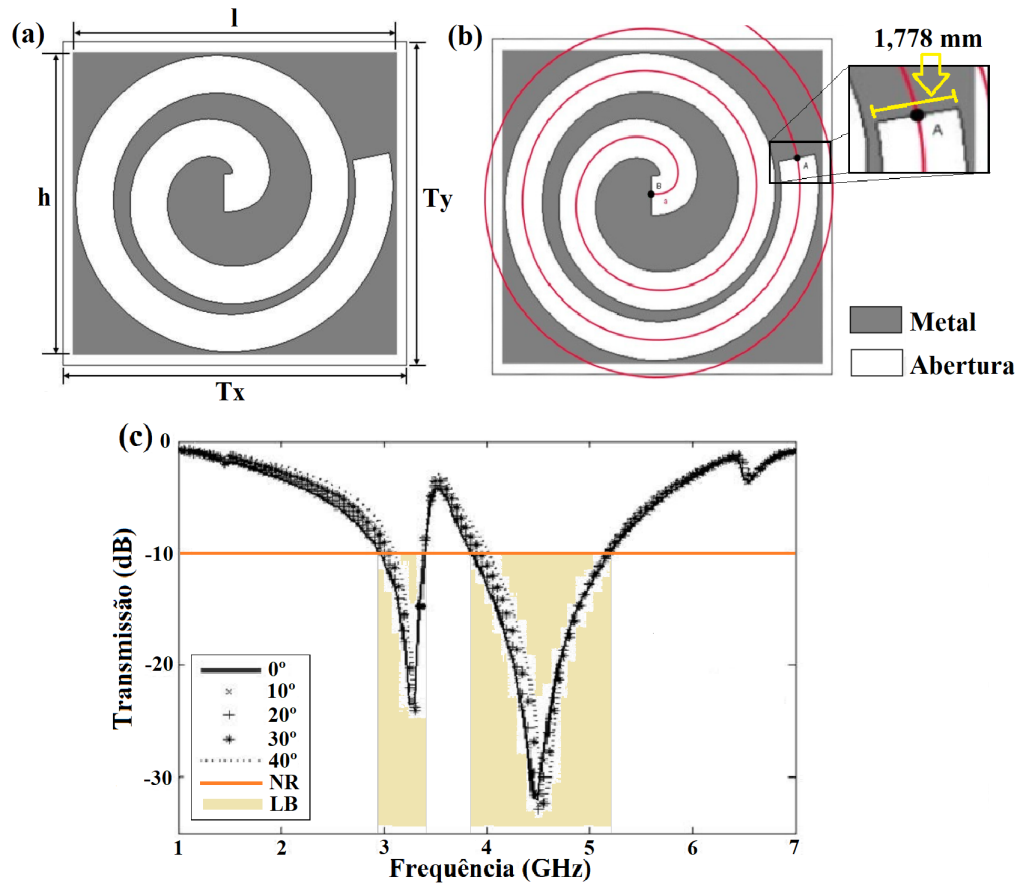 (a)
l
h
Ty
Tx
(b)
1,778 mm
A
A
B
a
Metal
Abertura
(c)
Transmissão (dB)
0
-10
-20
-30
0º
10º
20º
30º
40º
NR
LB
1 2 3 4 5 6 7
Frequência (GHz)